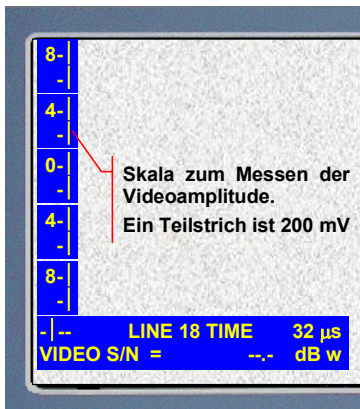 8-
-
4-
-
0-
-
4-
-
8-
-
Skala zum Messen der
Videoamplitude.
Ein Teilstrich ist 200 mV
-|-- LINE 18 TIME 32 µs
VIDEO S/N = --.- dB w